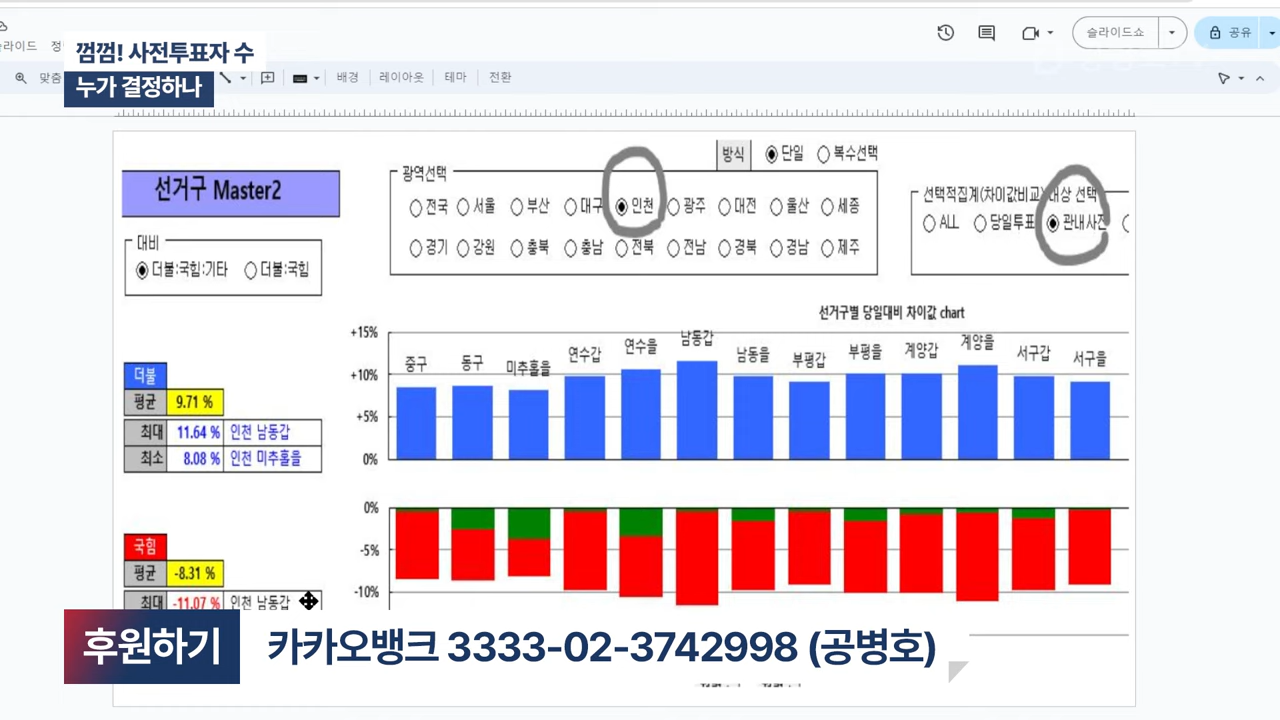 라이드
슬라이드쇼
공유
껌껌! 사전투표자 수
누가 결정하나
맞춤
배경
레이아웃
테마
전환
선거구 Master2
방식 단일 복수선택
광역선택
전국 서울 부산 대구 인천 광주 대전 울산 세종
경기 강원 충북 충남 전북 전남 경북 경남 제주
선택적집계(차이값비교) 대상 선택
ALL 당일투표 관내사전
대비
더불:국힘:기타 더불:국힘
선거구별 당일대비 차이값 chart
+15%
+10%
+5%
0%
중구 동구 미추홀을 연수갑 연수을 남동갑 남동을 부평갑 부평을 계양갑 계양을 서구갑 서구을
더불
평균 9.71 %
최대 11.64 % 인천 남동갑
최소 8.08 % 인천 미추홀을
0%
-5%
-10%
국힘
평균 -8.31 %
최대 -11.07 % 인천 남동갑
후원하기
카카오뱅크 3333-02-3742998 (공병호)